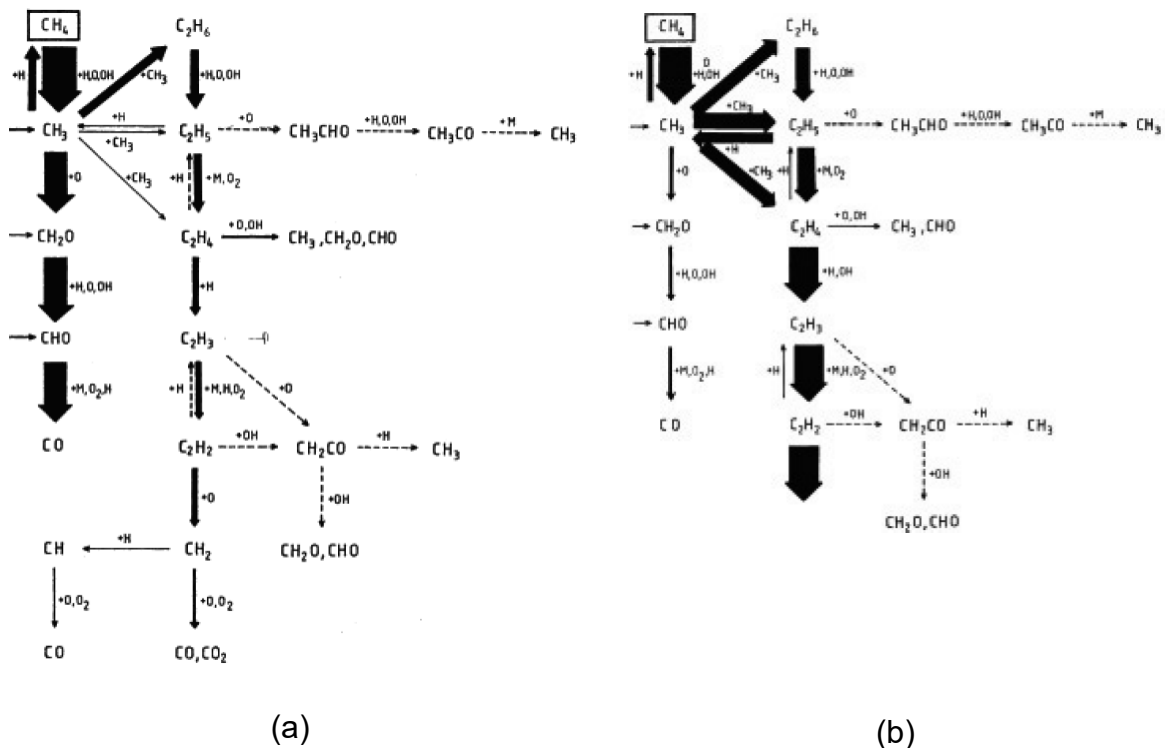 CH4 C2H6
+H +H,O,OH +CH3 +H,O,OH
CH3 +H C2H5 +O CH3CHO +H,O,OH CH3CO +M CH3
+CH3
+O +CH3 +H +M,O2
CH2O C2H4 +O,OH CH3,CH2O,CHO
+H,O,OH +H
CHO C2H3
+M,O2,H +H +M,H,O2 +O
CO C2H2 +OH CH2CO +H CH3
+O +OH
CH +H CH2 CH2O,CHO
+O,O2 +O,O2
CO CO,CO2
(a)
CH4 C2H6
+H +H,OH O +CH3 +H,O,OH
CH3 +CH3 C2H5 +O CH3CHO +H,O,OH CH3CO +M CH3
+H
+O +CH3 +H +M,O2
CH2O C2H4 +O,OH CH3,CHO
+H,O,OH +H,OH
CHO C2H3
+M,O2,H +H +M,H,O2 +O
CO C2H2 +OH CH2CO +H CH3
+OH
CH2O,CHO
(b)